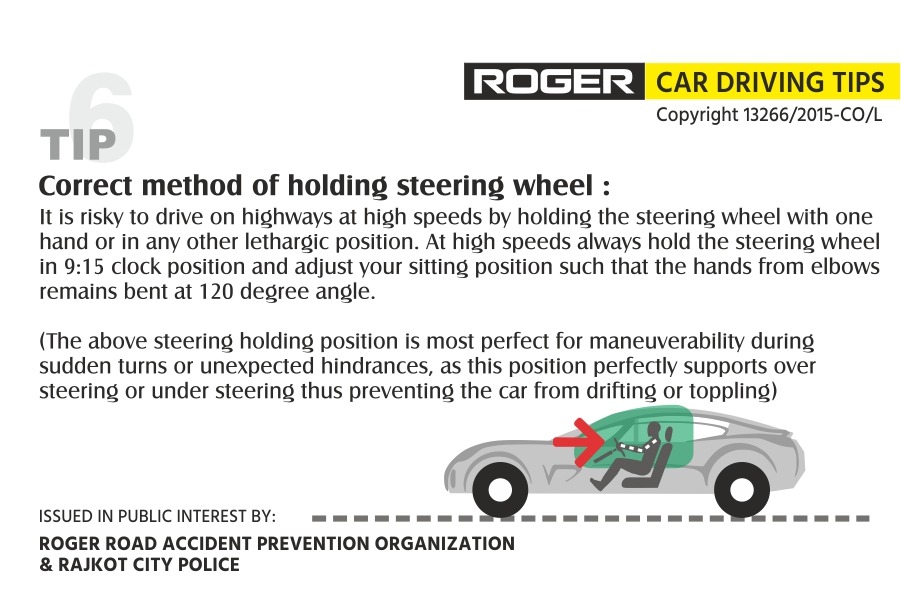 ROGER CAR DRIVING TIPS
Copyright 13266/2015-CO/L
6
TIP
Correct method of holding steering wheel :
It is risky to drive on highways at high speeds by holding the steering wheel with one
hand or in any other lethargic position. At high speeds always hold the steering wheel
in 9:15 clock position and adjust your sitting position such that the hands from elbows
remains bent at 120 degree angle.
(The above steering holding position is most perfect for maneuverability during
sudden turns or unexpected hindrances, as this position perfectly supports over
steering or under steering thus preventing the car from drifting or toppling)
ISSUED IN PUBLIC INTEREST BY:
ROGER ROAD ACCIDENT PREVENTION ORGANIZATION
& RAJKOT CITY POLICE